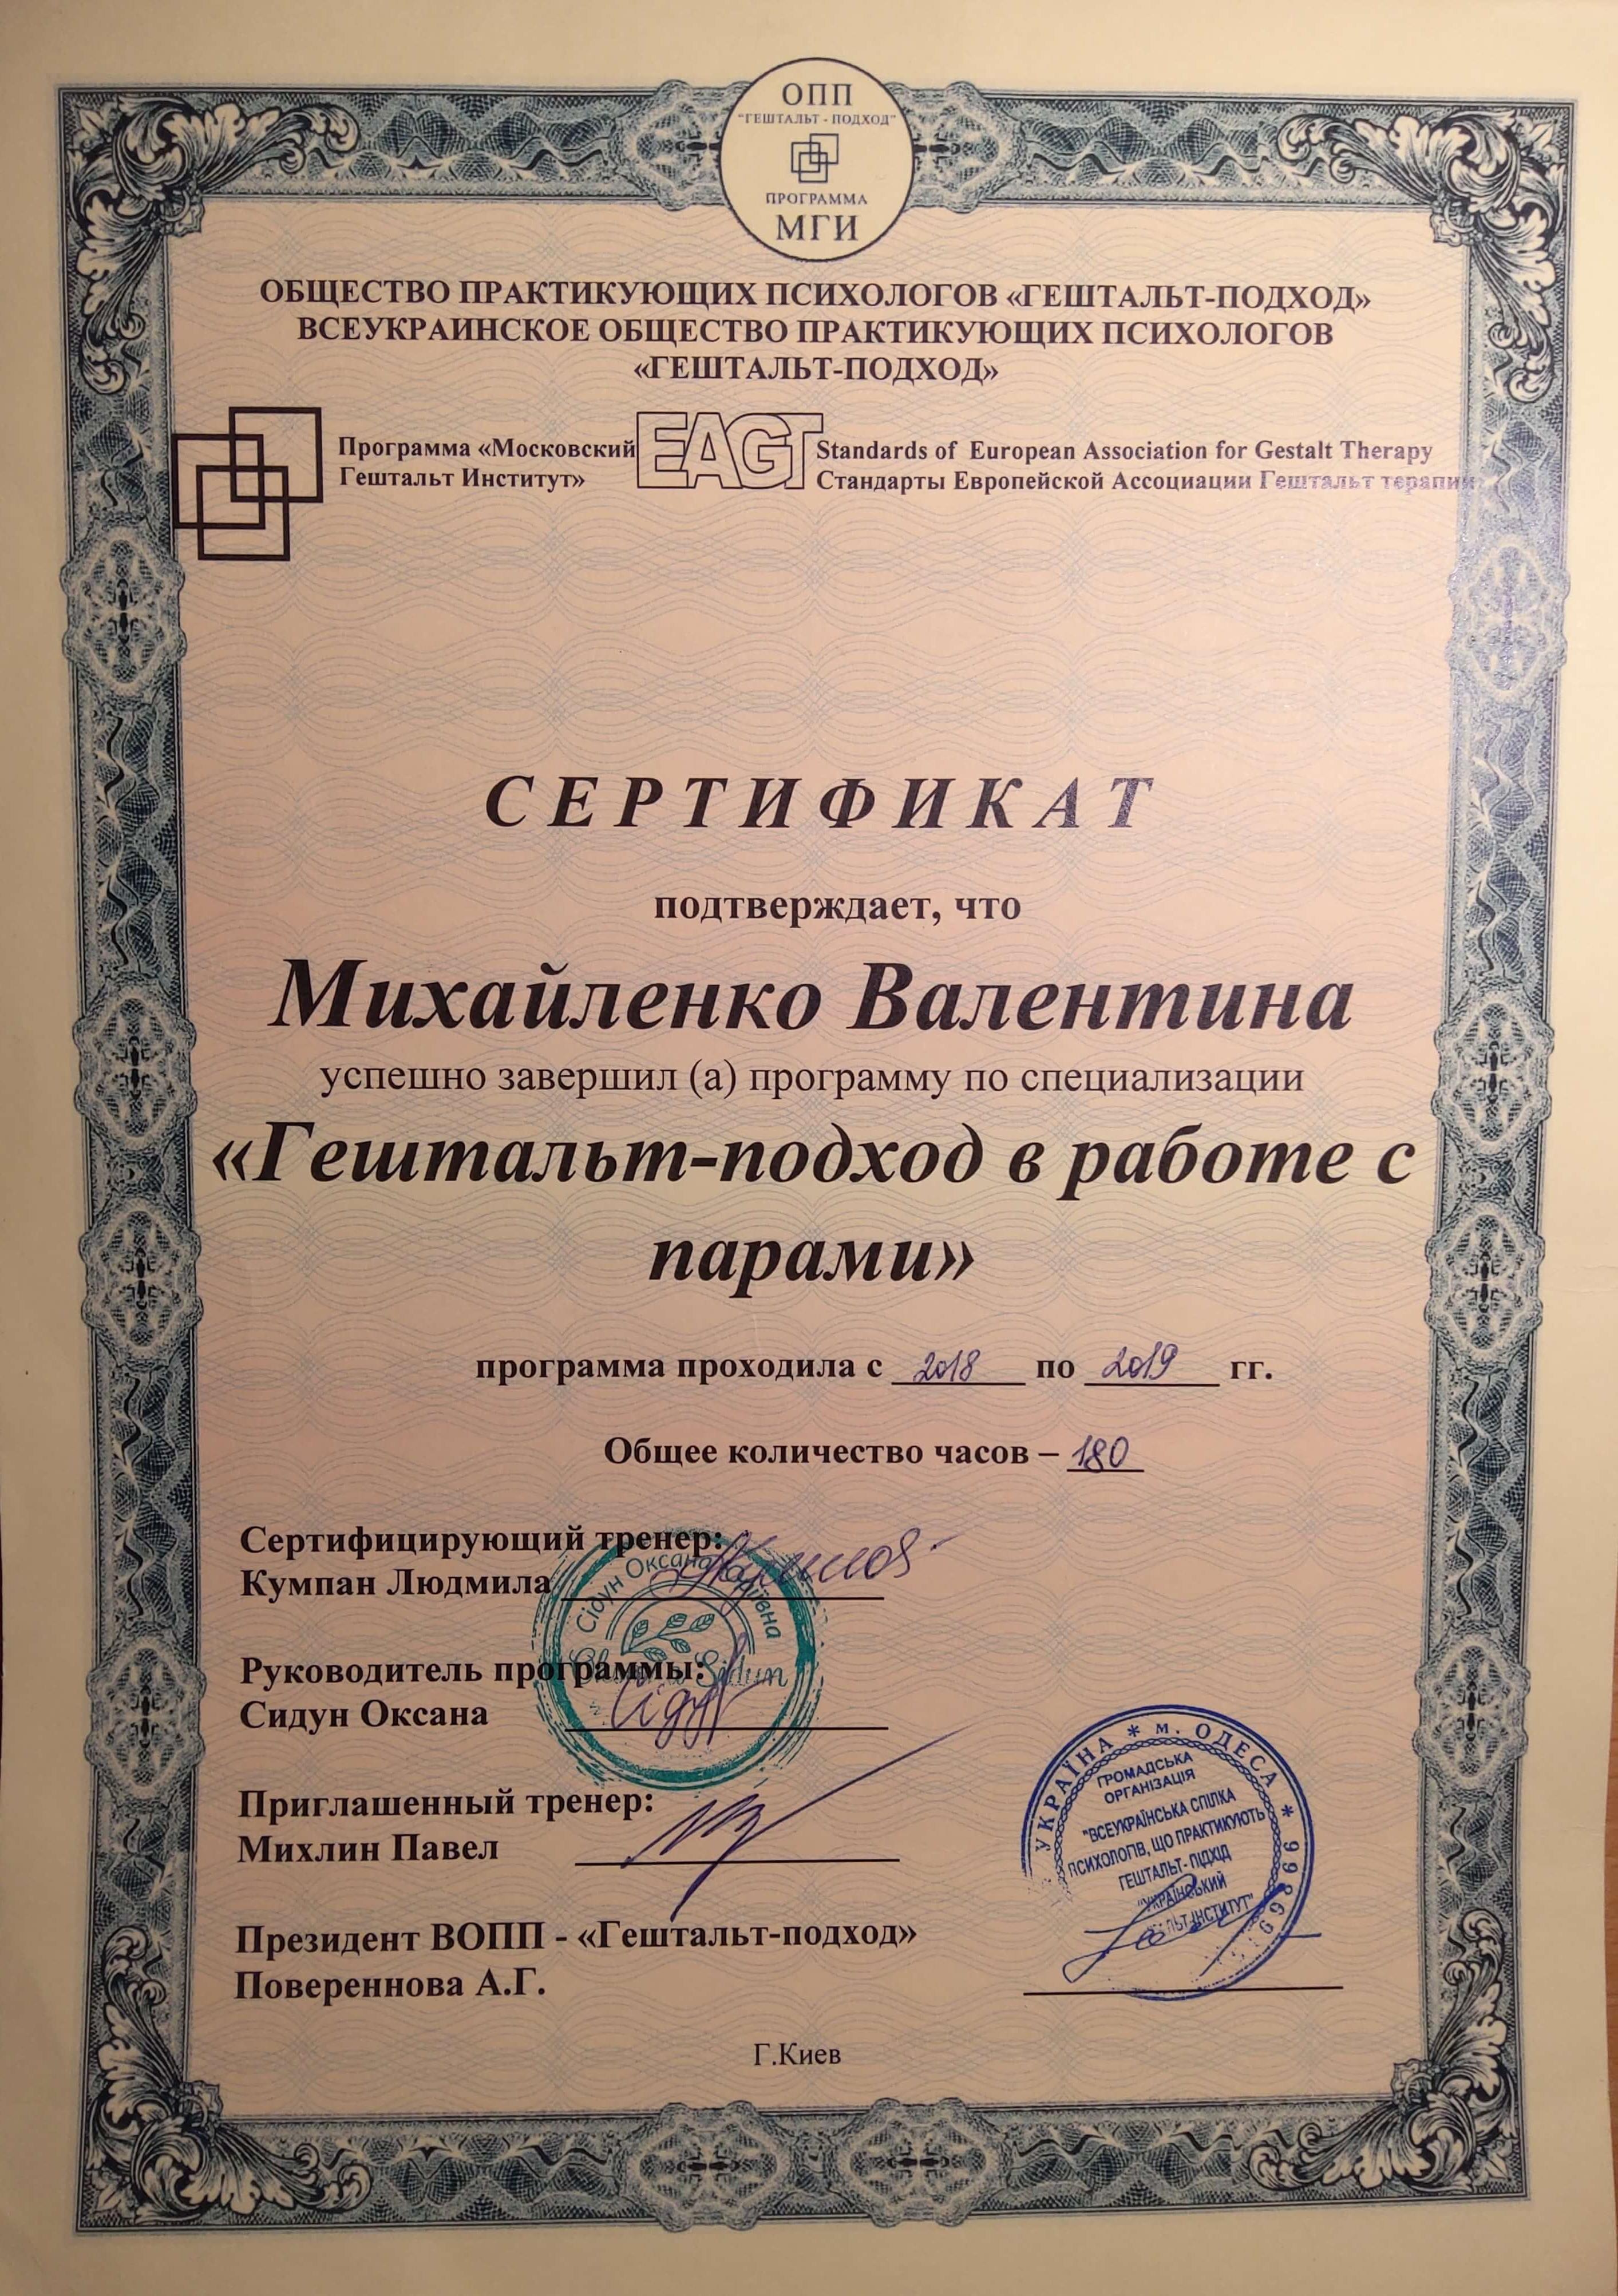 ОПП
"ГЕШТАЛЬТ - ПОДХОД"
ПРОГРАММА
МГИ
ОБЩЕСТВО ПРАКТИКУЮЩИХ ПСИХОЛОГОВ «ГЕШТАЛЬТ-ПОДХОД»
ВСЕУКРАИНСКОЕ ОБЩЕСТВО ПРАКТИКУЮЩИХ ПСИХОЛОГОВ
«ГЕШТАЛЬТ-ПОДХОД»
Программа «Московский
Гештальт Институт»
EAGT
Standards of European Association for Gestalt Therapy
Стандарты Европейской Ассоциации Гештальт терапии
СЕРТИФИКАТ
подтверждает, что
Михайленко Валентина
успешно завершил (а) программу по специализации
«Гештальт-подход в работе с
парами»
программа проходила с 2018 по 2019 гг.
Общее количество часов – 180
Сертифицирующий тренер:
Кумпан Людмила
Сідун Оксана
Sidun
Руководитель программы:
Сидун Оксана
Приглашенный тренер:
Михлин Павел
УКРАЇНА * м. ОДЕСА *
ГРОМАДСЬКА
ОРГАНІЗАЦІЯ
"ВСЕУКРАЇНСЬКА СПІЛКА
ПСИХОЛОГІВ, ЩО ПРАКТИКУЮТЬ
ГЕШТАЛЬТ- ПІДХІД
"УКРАЇНСЬКИЙ
Президент ВОПП - «Гештальт-подход»
Повереннова А.Г.
Г.Киев